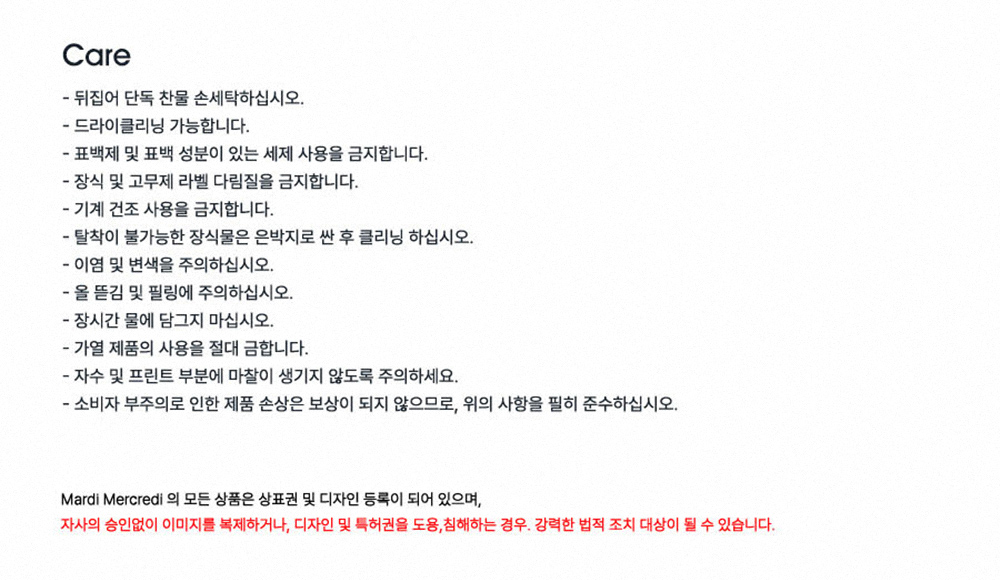 Care
- 뒤집어 단독 찬물 손세탁하십시오.
- 드라이클리닝 가능합니다.
- 표백제 및 표백 성분이 있는 세제 사용을 금지합니다.
- 장식 및 고무제 라벨 다림질을 금지합니다.
- 기계 건조 사용을 금지합니다.
- 탈착이 불가능한 장식물은 은박지로 싼 후 클리닝 하십시오.
- 이염 및 변색을 주의하십시오.
- 올 뜯김 및 필링에 주의하십시오.
- 장시간 물에 담그지 마십시오.
- 가열 제품의 사용을 절대 금합니다.
- 자수 및 프린트 부분에 마찰이 생기지 않도록 주의하세요.
- 소비자 부주의로 인한 제품 손상은 보상이 되지 않으므로, 위의 사항을 필히 준수하십시오.
Mardi Mercredi 의 모든 상품은 상표권 및 디자인 등록이 되어 있으며,
자사의 승인없이 이미지를 복제하거나, 디자인 및 특허권을 도용,침해하는 경우. 강력한 법적 조치 대상이 될 수 있습니다.